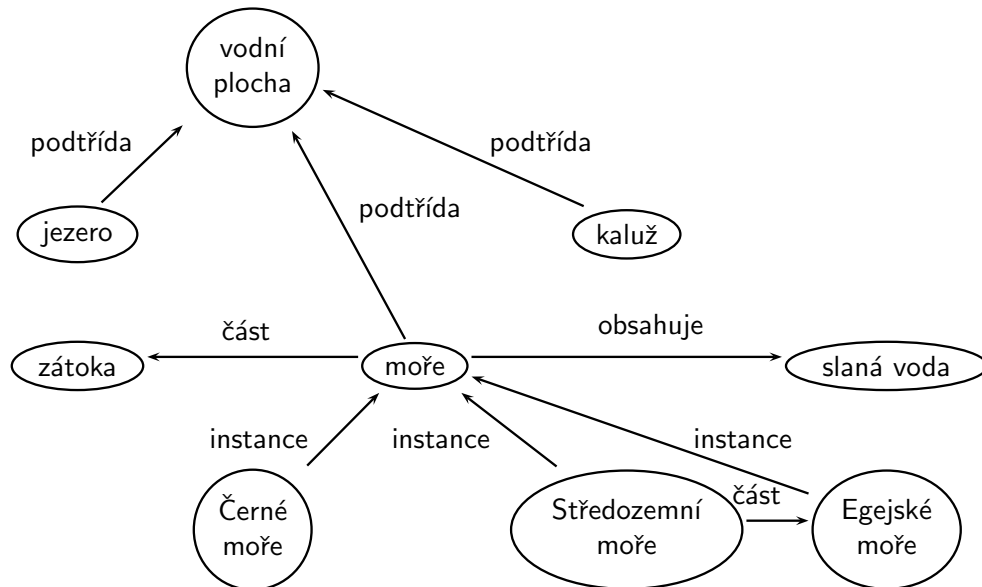 vodní
plocha
podtřída
podtřída
podtřída
jezero
kaluž
část
obsahuje
zátoka
moře
slaná voda
instance
instance
instance
Černé
moře
Středozemní
moře
část
Egejské
moře